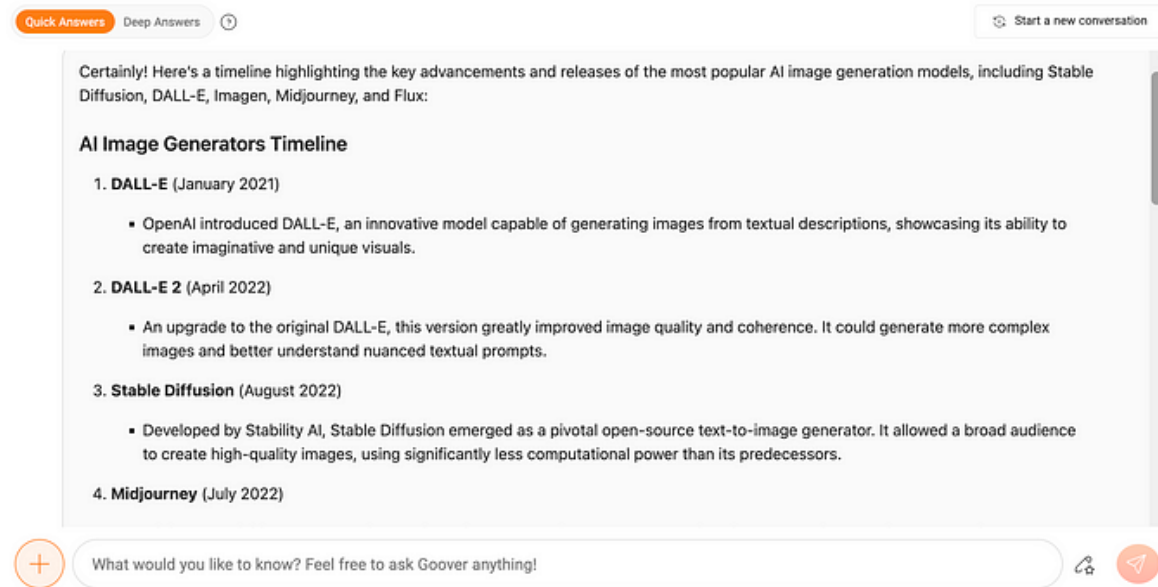 Quick Answers Deep Answers ?
Start a new conversation
Certainly! Here's a timeline highlighting the key advancements and releases of the most popular AI image generation models, including Stable
Diffusion, DALL-E, Imagen, Midjourney, and Flux:
AI Image Generators Timeline
1. DALL-E (January 2021)
▪ OpenAI introduced DALL-E, an innovative model capable of generating images from textual descriptions, showcasing its ability to
create imaginative and unique visuals.
2. DALL-E 2 (April 2022)
▪ An upgrade to the original DALL-E, this version greatly improved image quality and coherence. It could generate more complex
images and better understand nuanced textual prompts.
3. Stable Diffusion (August 2022)
▪ Developed by Stability AI, Stable Diffusion emerged as a pivotal open-source text-to-image generator. It allowed a broad audience
to create high-quality images, using significantly less computational power than its predecessors.
4. Midjourney (July 2022)
What would you like to know? Feel free to ask Goover anything!